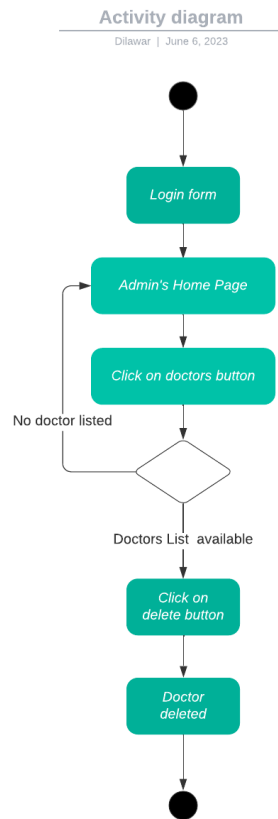 Activity diagram
Dilawar | June 6, 2023
Login form
Admin's Home Page
Click on doctors button
No doctor listed
Doctors List available
Click on
delete button
Doctor
deleted